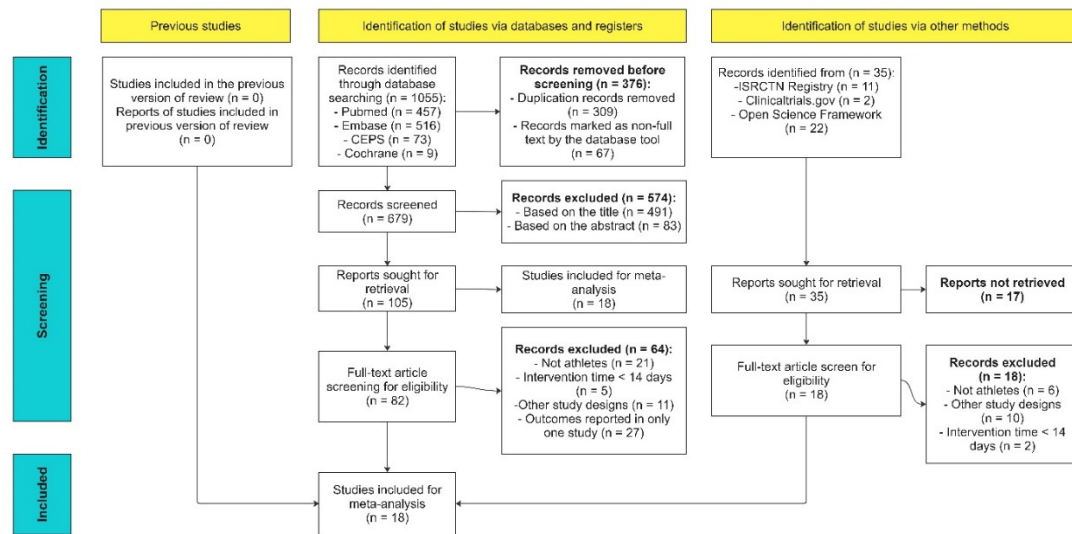 Previous studies
Identification of studies via databases and registers
Identification of studies via other methods
Identification
Studies included in the previous
version of review (n = 0)
Reports of studies included in
previous version of review
(n = 0)
Records identified
through database
searching (n = 1055):
- Pubmed (n = 457)
- Embase (n = 516)
- CEPS (n = 73)
- Cochrane (n = 9)
Records removed before
screening (n = 376):
- Duplication records removed
(n = 309)
- Records marked as non-full
text by the database tool
(n = 67)
Records identified from (n = 35):
-ISRCTN Registry (n = 11)
- Clinicaltrials.gov (n = 2)
- Open Science Framework
(n = 22)
Screening
Records screened
(n = 679)
Records excluded (n = 574):
- Based on the title (n = 491)
- Based on the abstract (n = 83)
Reports sought for
retrieval
(n = 105)
Studies included for meta-
analysis
(n = 18)
Reports sought for retrieval
(n = 35)
Reports not retrieved
(n = 17)
Full-text article
screening for eligibility
(n = 82)
Records excluded (n = 64):
- Not athletes (n = 21)
- Intervention time < 14 days
(n = 5)
-Other study designs (n = 11)
- Outcomes reported in only
one study (n = 27)
Full-text article screen for
eligibility
(n = 18)
Records excluded
(n = 18):
- Not athletes (n = 6)
- Other study designs
(n = 10)
- Intervention time < 14
days (n = 2)
Included
Studies included for
meta-analysis
(n = 18)